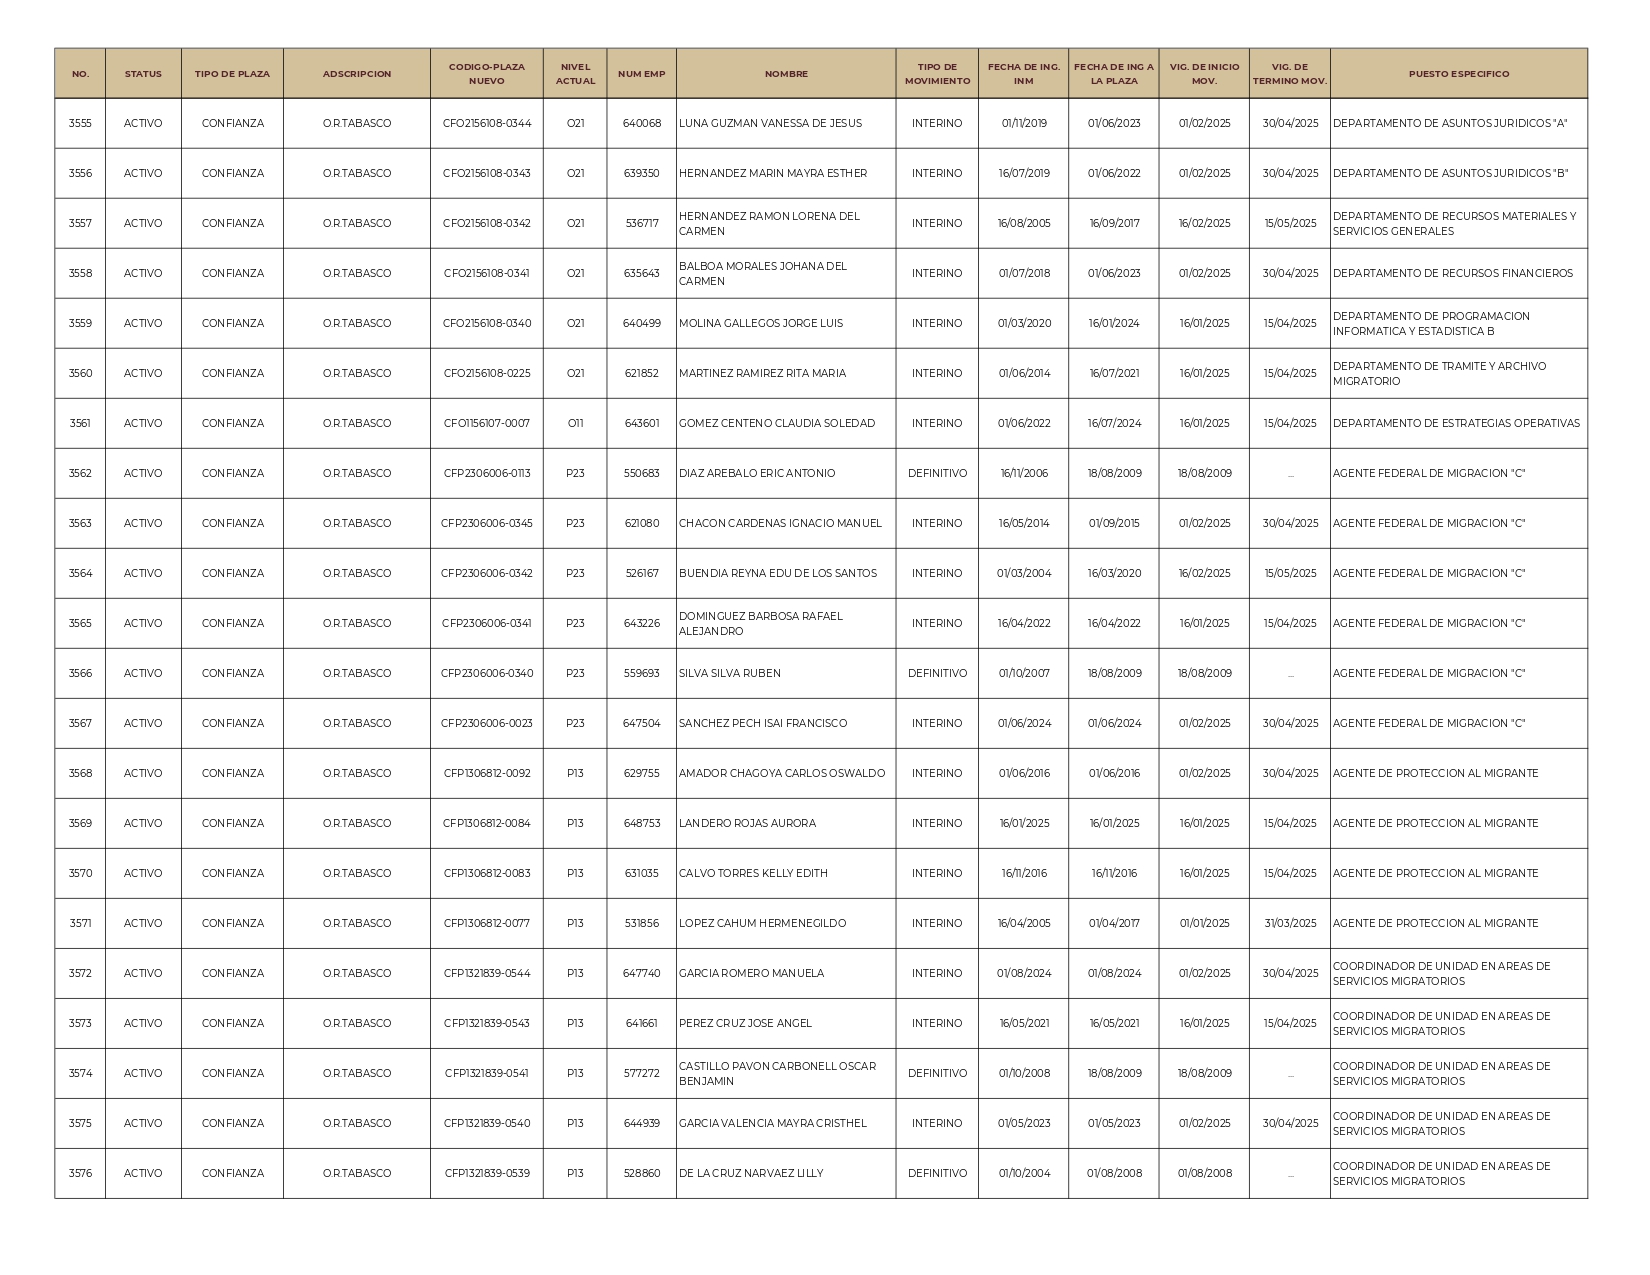 NO. STATUS TIPO DE PLAZA ADSCRIPCION CODIGO-PLAZA NUEVO NIVEL ACTUAL NUM EMP NOMBRE TIPO DE MOVIMIENTO FECHA DE ING. INM FECHA DE ING A LA PLAZA VIG. DE INICIO MOV. VIG. DE TERMINO MOV. PUESTO ESPECIFICO
3555 ACTIVO CONFIANZA O.R.TABASCO CFO2156108-0344 O21 640068 LUNA GUZMAN VANESSA DE JESUS INTERINO 01/11/2019 01/06/2023 01/02/2025 30/04/2025 DEPARTAMENTO DE ASUNTOS JURIDICOS "A"
3556 ACTIVO CONFIANZA O.R.TABASCO CFO2156108-0343 O21 639350 HERNANDEZ MARIN MAYRA ESTHER INTERINO 16/07/2019 01/06/2022 01/02/2025 30/04/2025 DEPARTAMENTO DE ASUNTOS JURIDICOS "B"
3557 ACTIVO CONFIANZA O.R.TABASCO CFO2156108-0342 O21 536717 HERNANDEZ RAMON LORENA DEL CARMEN INTERINO 16/08/2005 16/09/2017 16/02/2025 15/05/2025 DEPARTAMENTO DE RECURSOS MATERIALES Y SERVICIOS GENERALES
3558 ACTIVO CONFIANZA O.R.TABASCO CFO2156108-0341 O21 635643 BALBOA MORALES JOHANA DEL CARMEN INTERINO 01/07/2018 01/06/2023 01/02/2025 30/04/2025 DEPARTAMENTO DE RECURSOS FINANCIEROS
3559 ACTIVO CONFIANZA O.R.TABASCO CFO2156108-0340 O21 640499 MOLINA GALLEGOS JORGE LUIS INTERINO 01/03/2020 16/01/2024 16/01/2025 15/04/2025 DEPARTAMENTO DE PROGRAMACION INFORMATICA Y ESTADISTICA B
3560 ACTIVO CONFIANZA O.R.TABASCO CFO2156108-0225 O21 621852 MARTINEZ RAMIREZ RITA MARIA INTERINO 01/06/2014 16/07/2021 16/01/2025 15/04/2025 DEPARTAMENTO DE TRAMITE Y ARCHIVO MIGRATORIO
3561 ACTIVO CONFIANZA O.R.TABASCO CFO1156107-0007 O11 643601 GOMEZ CENTENO CLAUDIA SOLEDAD INTERINO 01/06/2022 16/07/2024 16/01/2025 15/04/2025 DEPARTAMENTO DE ESTRATEGIAS OPERATIVAS
3562 ACTIVO CONFIANZA O.R.TABASCO CFP2306006-0113 P23 550683 DIAZ AREBALO ERIC ANTONIO DEFINITIVO 16/11/2006 18/08/2009 18/08/2009 ... AGENTE FEDERAL DE MIGRACION "C"
3563 ACTIVO CONFIANZA O.R.TABASCO CFP2306006-0345 P23 621080 CHACON CARDENAS IGNACIO MANUEL INTERINO 16/05/2014 01/09/2015 01/02/2025 30/04/2025 AGENTE FEDERAL DE MIGRACION "C"
3564 ACTIVO CONFIANZA O.R.TABASCO CFP2306006-0342 P23 526167 BUENDIA REYNA EDU DE LOS SANTOS INTERINO 01/03/2004 16/03/2020 16/02/2025 15/05/2025 AGENTE FEDERAL DE MIGRACION "C"
3565 ACTIVO CONFIANZA O.R.TABASCO CFP2306006-0341 P23 643226 DOMINGUEZ BARBOSA RAFAEL ALEJANDRO INTERINO 16/04/2022 16/04/2022 16/01/2025 15/04/2025 AGENTE FEDERAL DE MIGRACION "C"
3566 ACTIVO CONFIANZA O.R.TABASCO CFP2306006-0340 P23 559693 SILVA SILVA RUBEN DEFINITIVO 01/10/2007 18/08/2009 18/08/2009 ... AGENTE FEDERAL DE MIGRACION "C"
3567 ACTIVO CONFIANZA O.R.TABASCO CFP2306006-0023 P23 647504 SANCHEZ PECH ISAI FRANCISCO INTERINO 01/06/2024 01/06/2024 01/02/2025 30/04/2025 AGENTE FEDERAL DE MIGRACION "C"
3568 ACTIVO CONFIANZA O.R.TABASCO CFP1306812-0092 P13 629755 AMADOR CHAGOYA CARLOS OSWALDO INTERINO 01/06/2016 01/06/2016 01/02/2025 30/04/2025 AGENTE DE PROTECCION AL MIGRANTE
3569 ACTIVO CONFIANZA O.R.TABASCO CFP1306812-0084 P13 648753 LANDERO ROJAS AURORA INTERINO 16/01/2025 16/01/2025 16/01/2025 15/04/2025 AGENTE DE PROTECCION AL MIGRANTE
3570 ACTIVO CONFIANZA O.R.TABASCO CFP1306812-0083 P13 631035 CALVO TORRES KELLY EDITH INTERINO 16/11/2016 16/11/2016 16/01/2025 15/04/2025 AGENTE DE PROTECCION AL MIGRANTE
3571 ACTIVO CONFIANZA O.R.TABASCO CFP1306812-0077 P13 531856 LOPEZ CAHUM HERMENEGILDO INTERINO 16/04/2005 01/04/2017 01/01/2025 31/03/2025 AGENTE DE PROTECCION AL MIGRANTE
3572 ACTIVO CONFIANZA O.R.TABASCO CFP1321839-0544 P13 647740 GARCIA ROMERO MANUELA INTERINO 01/08/2024 01/08/2024 01/02/2025 30/04/2025 COORDINADOR DE UNIDAD EN AREAS DE SERVICIOS MIGRATORIOS
3573 ACTIVO CONFIANZA O.R.TABASCO CFP1321839-0543 P13 641661 PEREZ CRUZ JOSE ANGEL INTERINO 16/05/2021 16/05/2021 16/01/2025 15/04/2025 COORDINADOR DE UNIDAD EN AREAS DE SERVICIOS MIGRATORIOS
3574 ACTIVO CONFIANZA O.R.TABASCO CFP1321839-0541 P13 577272 CASTILLO PAVON CARBONELL OSCAR BENJAMIN DEFINITIVO 01/10/2008 18/08/2009 18/08/2009 ... COORDINADOR DE UNIDAD EN AREAS DE SERVICIOS MIGRATORIOS
3575 ACTIVO CONFIANZA O.R.TABASCO CFP1321839-0540 P13 644939 GARCIA VALENCIA MAYRA CRISTHEL INTERINO 01/05/2023 01/05/2023 01/02/2025 30/04/2025 COORDINADOR DE UNIDAD EN AREAS DE SERVICIOS MIGRATORIOS
3576 ACTIVO CONFIANZA O.R.TABASCO CFP1321839-0539 P13 528860 DE LA CRUZ NARVAEZ LILLY DEFINITIVO 01/10/2004 01/08/2008 01/08/2008 ... COORDINADOR DE UNIDAD EN AREAS DE SERVICIOS MIGRATORIOS